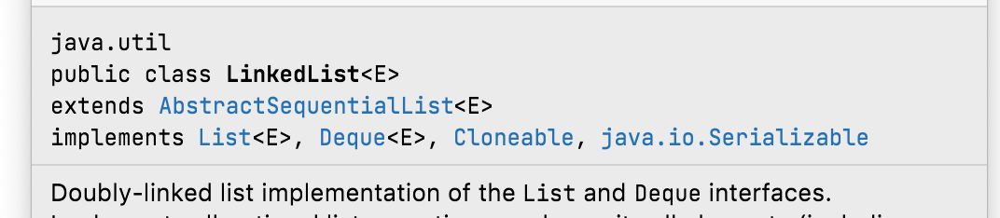 java.util
public class LinkedList<E>
extends AbstractSequentialList<E>
implements List<E>, Deque<E>, Cloneable, java.io.Serializable
Doubly-linked list implementation of the List and Deque interfaces.